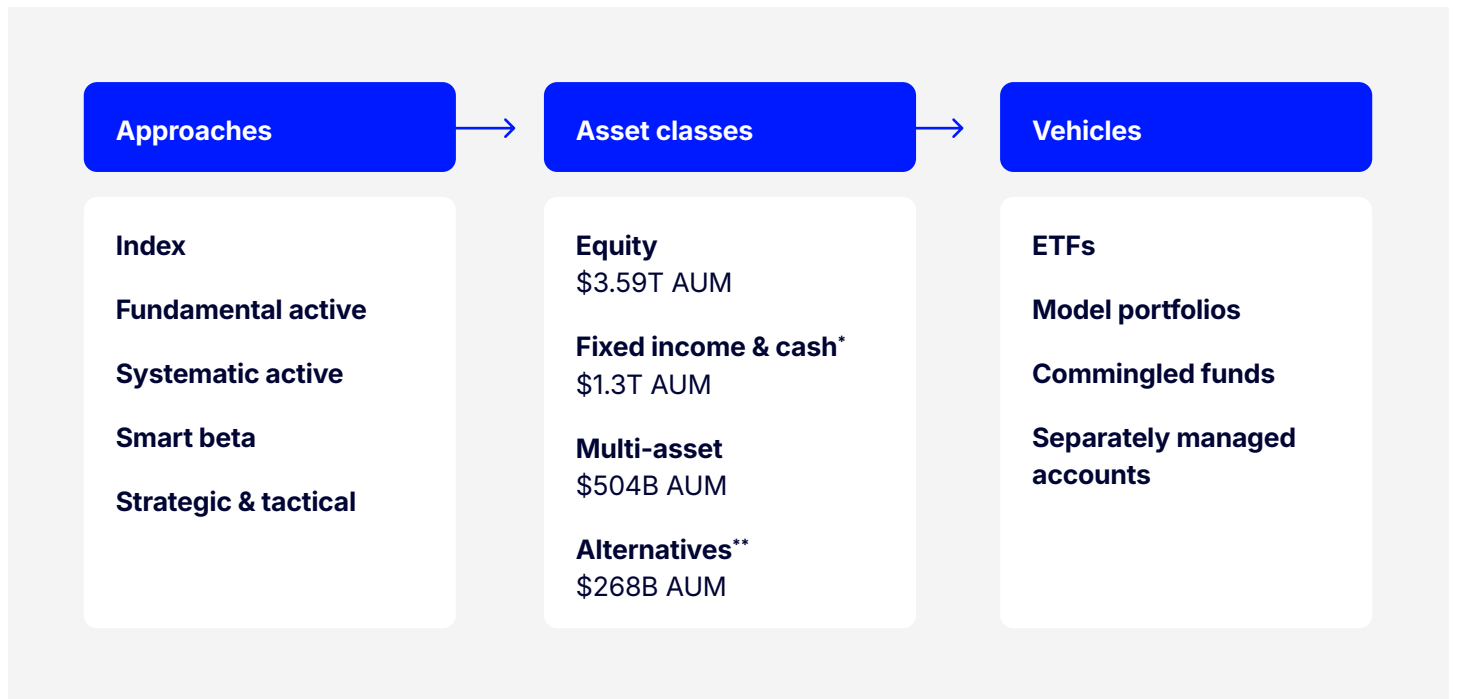 Approaches
Index
Fundamental active
Systematic active
Smart beta
Strategic & tactical
Asset classes
Equity
$3.59T AUM
Fixed income & cash*
$1.3T AUM
Multi-asset
$504B AUM
Alternatives**
$268B AUM
Vehicles
ETFs
Model portfolios
Commingled funds
Separately managed
accounts